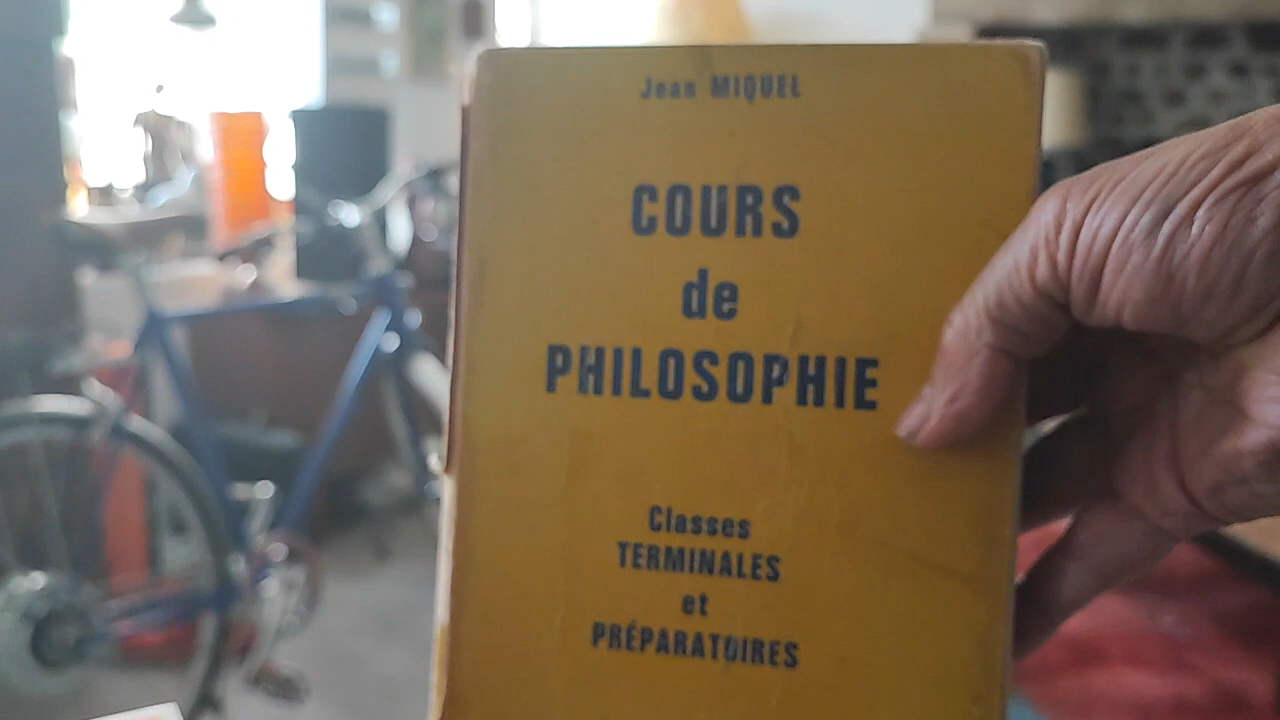 Jean MIQUEL
COURS
de
PHILOSOPHIE
Classes
TERMINALES
et
PRÉPARATOIRES